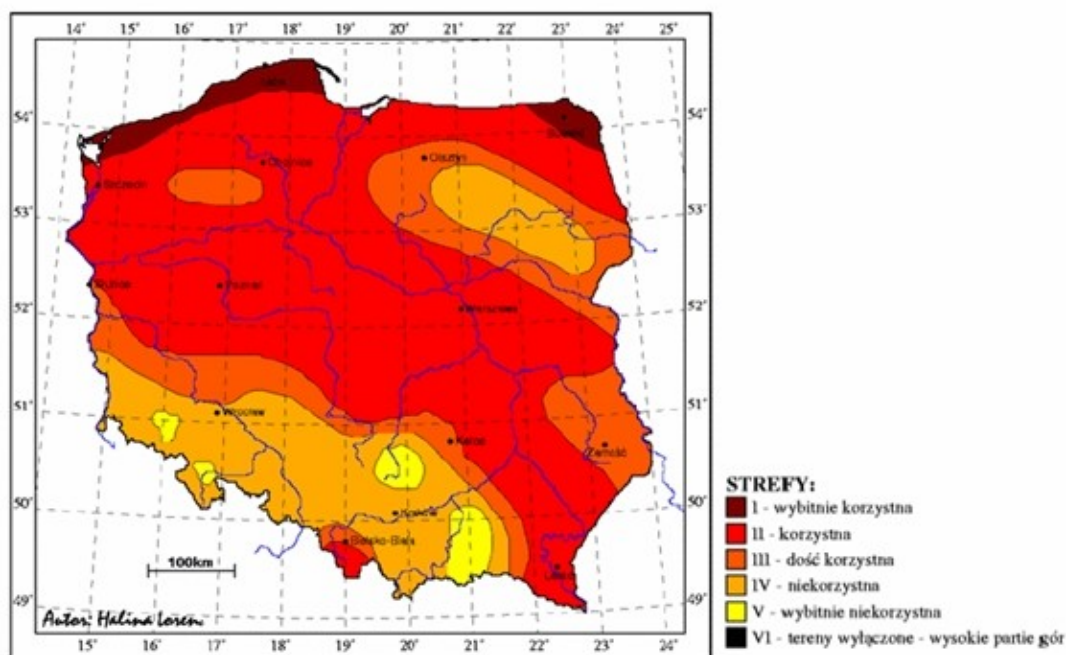 14° 15° 16° 17° 18° 19° 20° 21° 22° 23° 24° 25°
54° 54°
Olsztyn
Szczecin
53° 53°
Poznań
Warszawa
52° 52°
51° Wrocław 51°
Kielce
Zamość
50° Kraków 50°
Bielsko-Biała
100km
49° 49°
Autor: Halina Loren.
15° 16° 17° 18° 19° 20° 21° 22° 23° 24°
STREFY:
I - wybitnie korzystna
II - korzystna
III - dość korzystna
IV - niekorzystna
V - wybitnie niekorzystna
VI - tereny wyłączone - wysokie partie gór